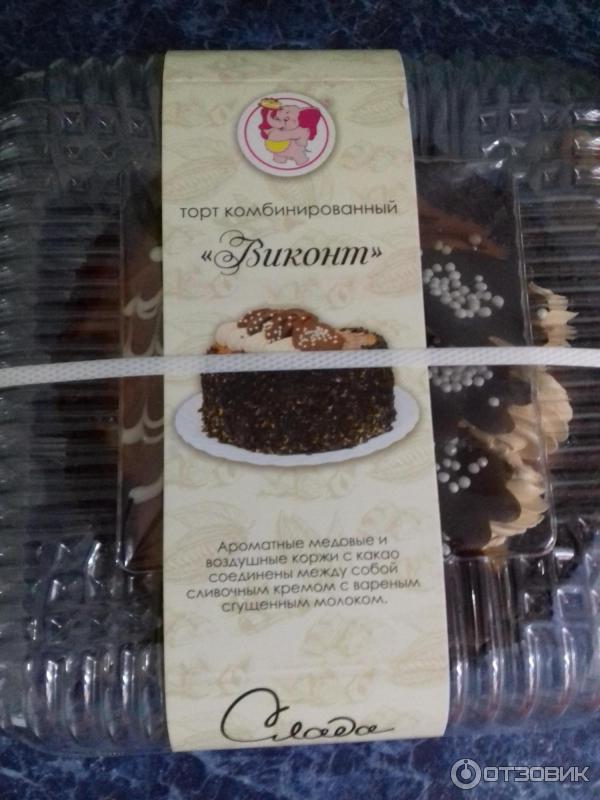 торт комбинированный
«Виконт»
Ароматные медовые и
воздушные коржи с какао
соединены между собой
сливочным кремом с вареным
сгущенным молоком.
Слада
ОТЗОВИК